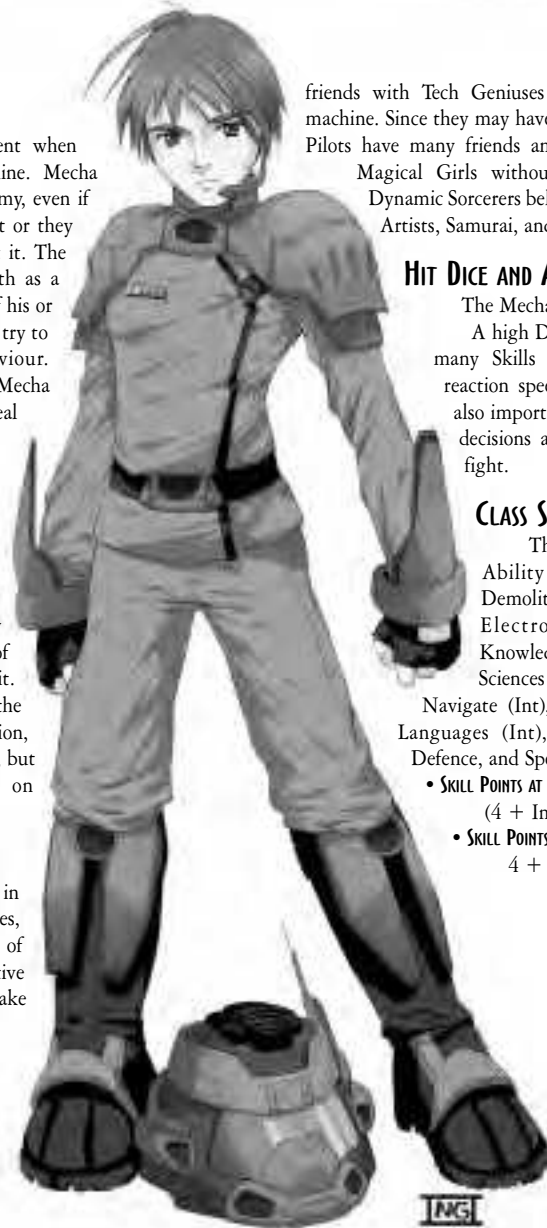 ent when
ine. Mecha
my, even if
t or they
it. The
th as a
f his or
try to
viour.
Mecha
eal
of
it.
the
ion,
but
on
in
es,
of
tive
ake
friends with Tech Geniuses
machine. Since they may have
Pilots have many friends an
Magical Girls withou
Dynamic Sorcerers bel
Artists, Samurai, and
HIT DICE AND A
The Mecha
A high D
many Skills
reaction spee
also import
decisions a
fight.
CLASS S
Th
Ability
Demolit
Electro
Knowled
Sciences
Navigate (Int),
Languages (Int),
Defence, and Spe
• SKILL POINTS AT
(4 + In
• SKILL POINTS
4 +
NG